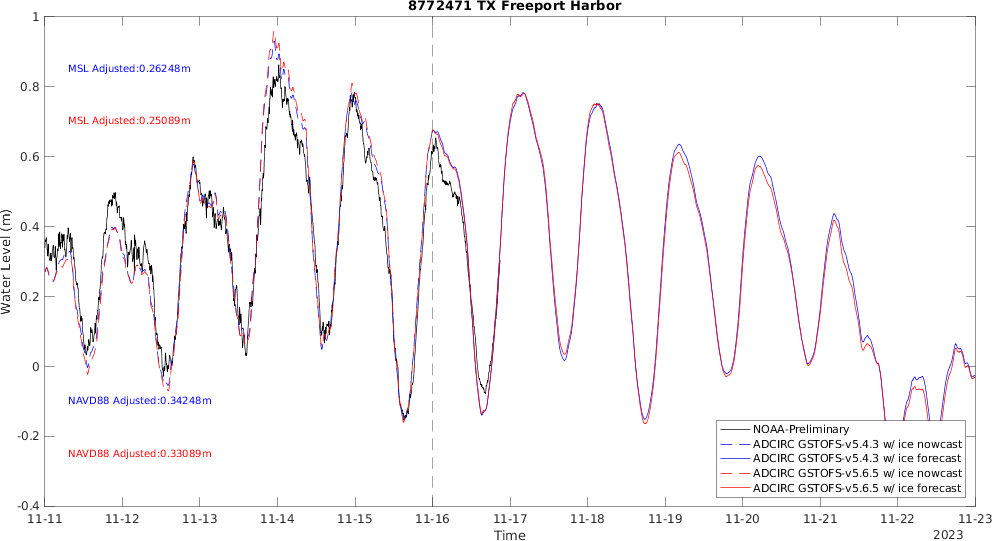 8772471 TX Freeport Harbor
1
0.8
0.6
0.4
0.2
0
-0.2
-0.4
Water Level (m)
MSL Adjusted:0.26248m
MSL Adjusted:0.25089m
NAVD88 Adjusted:0.34248m
NAVD88 Adjusted:0.33089m
NOAA-Preliminary
ADCIRC GSTOFS-v5.4.3 w/ ice nowcast
ADCIRC GSTOFS-v5.4.3 w/ ice forecast
ADCIRC GSTOFS-v5.6.5 w/ ice nowcast
ADCIRC GSTOFS-v5.6.5 w/ ice forecast
11-11 11-12 11-13 11-14 11-15 11-16 11-17 11-18 11-19 11-20 11-21 11-22 11-23
Time
2023